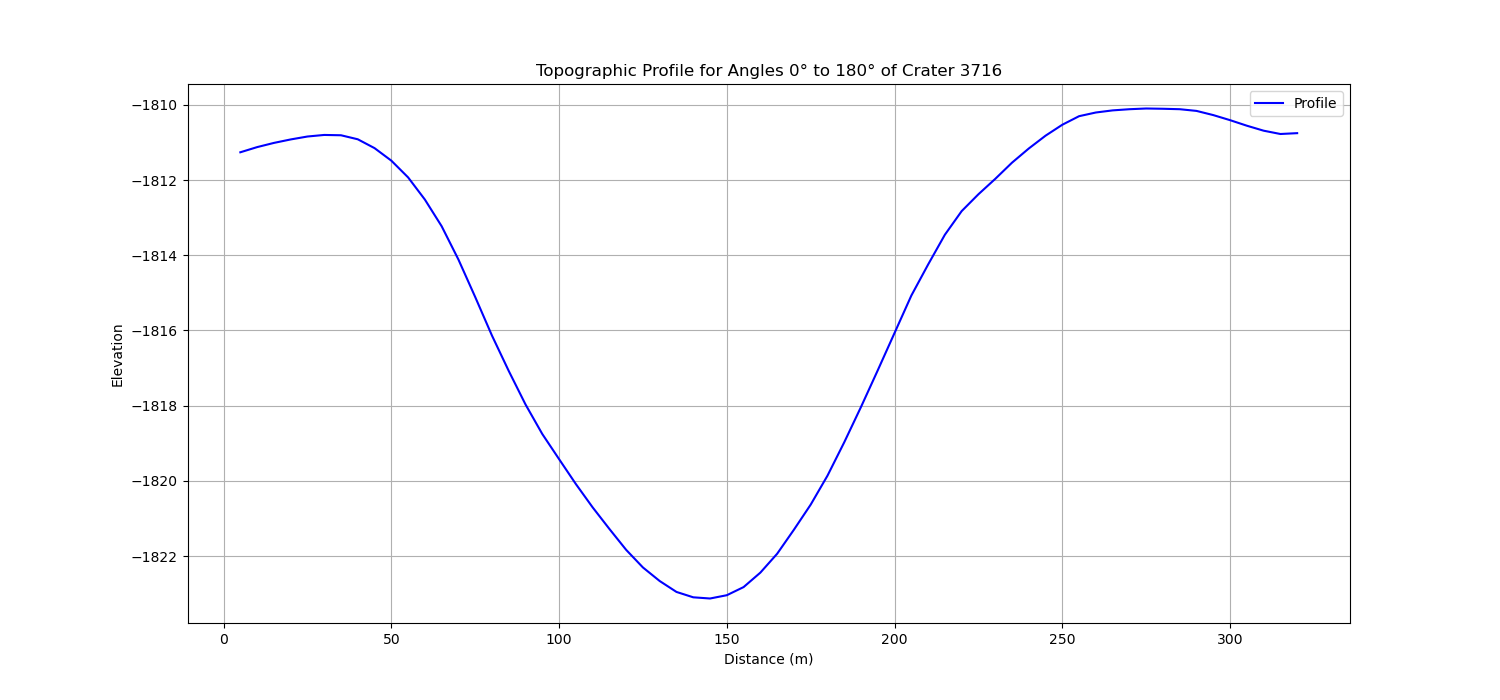 Topographic Profile for Angles 0° to 180° of Crater 3716
Profile
−1810
−1812
−1814
−1816
−1818
−1820
−1822
Elevation
0 50 100 150 200 250 300
Distance (m)